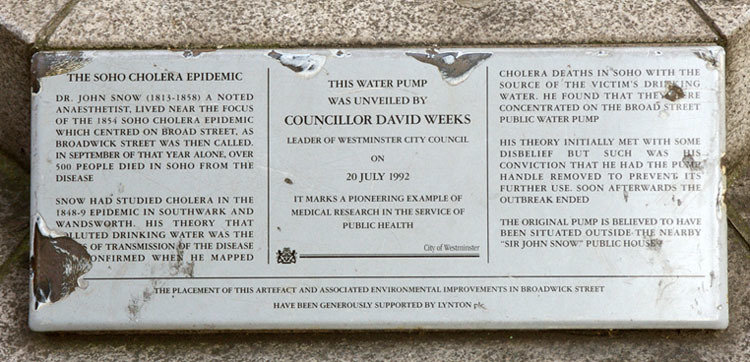 THE SOHO CHOLERA EPIDEMIC
DR. JOHN SNOW (1813-1858) A NOTED
ANAESTHETIST, LIVED NEAR THE FOCUS
OF THE 1854 SOHO CHOLERA EPIDEMIC
WHICH CENTRED ON BROAD STREET, AS
BROADWICK STREET WAS THEN CALLED.
IN SEPTEMBER OF THAT YEAR ALONE, OVER
500 PEOPLE DIED IN SOHO FROM THE
DISEASE
SNOW HAD STUDIED CHOLERA IN THE
1848-9 EPIDEMIC IN SOUTHWARK AND
WANDSWORTH. HIS THEORY THAT
POLLUTED DRINKING WATER WAS THE
OF TRANSMISSION OF THE DISEASE
CONFIRMED WHEN HE MAPPED
THIS WATER PUMP
WAS UNVEILED BY
COUNCILLOR DAVID WEEKS
LEADER OF WESTMINSTER CITY COUNCIL
ON
20 JULY 1992
IT MARKS A PIONEERING EXAMPLE OF
MEDICAL RESEARCH IN THE SERVICE OF
PUBLIC HEALTH
City of Westminster
CHOLERA DEATHS IN SOHO WITH THE
SOURCE OF THE VICTIM'S DRINKING
WATER. HE FOUND THAT THEY WERE
CONCENTRATED ON THE BROAD STREET
PUBLIC WATER PUMP
HIS THEORY INITIALLY MET WITH SOME
DISBELIEF BUT SUCH WAS HIS
CONVICTION THAT HE HAD THE PUMP
HANDLE REMOVED TO PREVENT ITS
FURTHER USE. SOON AFTERWARDS THE
OUTBREAK ENDED
THE ORIGINAL PUMP IS BELIEVED TO HAVE
BEEN SITUATED OUTSIDE THE NEARBY
"SIR JOHN SNOW" PUBLIC HOUSE
THE PLACEMENT OF THIS ARTEFACT AND ASSOCIATED ENVIRONMENTAL IMPROVEMENTS IN BROADWICK STREET
HAVE BEEN GENEROUSLY SUPPORTED BY LYNTON plc